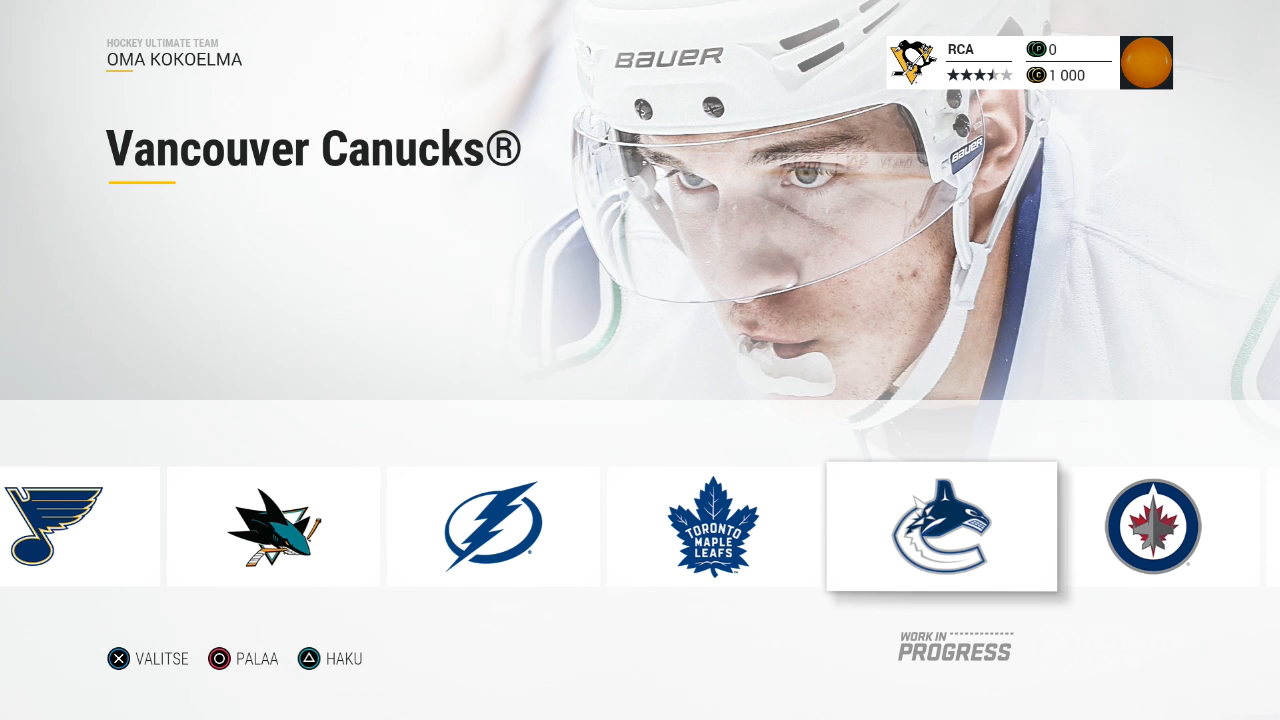 HOCKEY ULTIMATE TEAM
OMA KOKOELMA
Vancouver Canucks®
BAUER
BAUER
RCA
P 0
C 1 000
TORONTO
MAPLE
LEAFS
VALITSE
PALAA
HAKU
WORK IN
PROGRESS